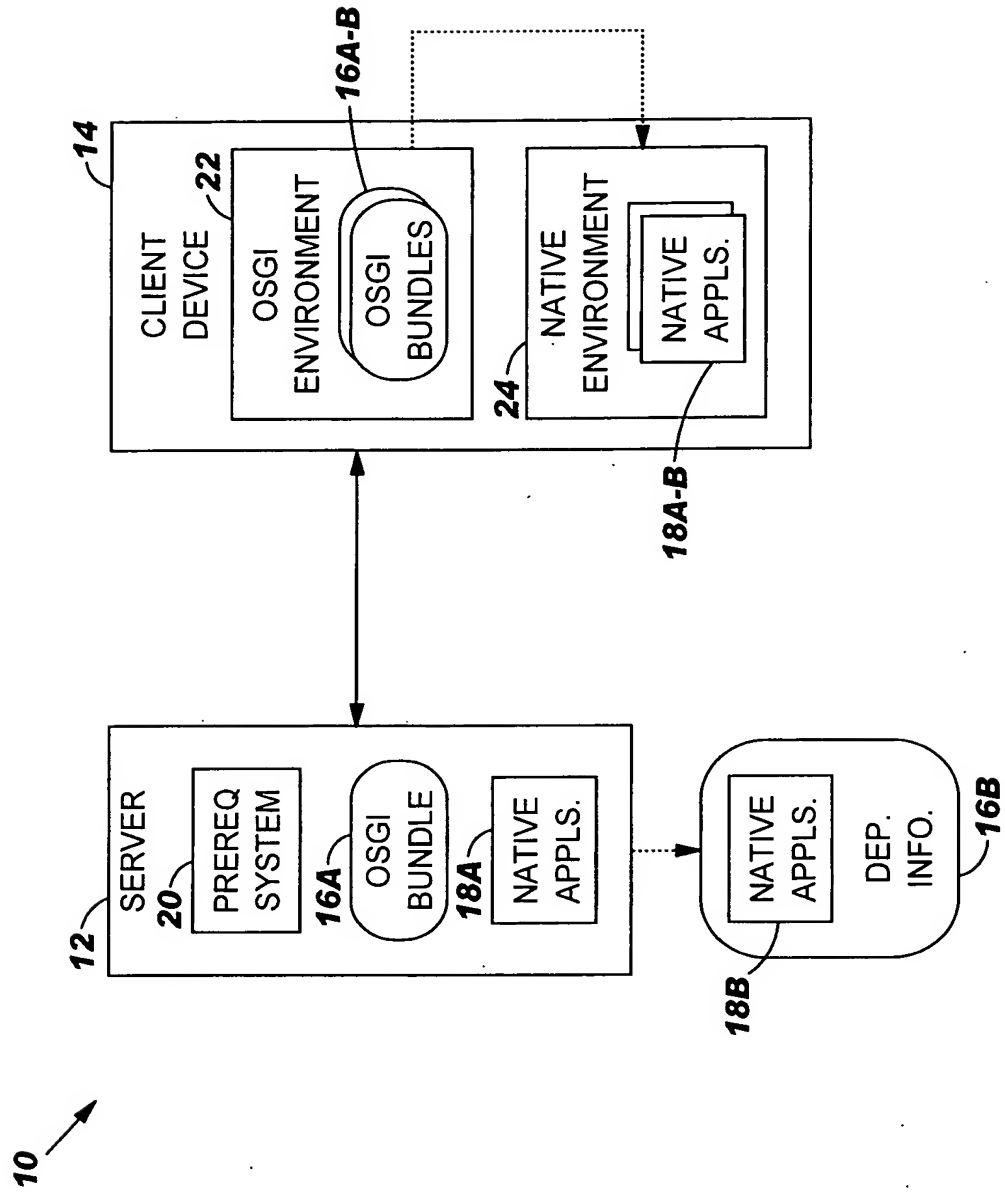 10
12
SERVER
20
PREREQ
SYSTEM
16A
OSGI
BUNDLE
18A
NATIVE
APPLS.
18B
NATIVE
APPLS.
DEP.
INFO.
16B
14
CLIENT
DEVICE
22
OSGI
ENVIRONMENT
16A-B
OSGI
BUNDLES
24
NATIVE
ENVIRONMENT
NATIVE
APPLS.
18A-B